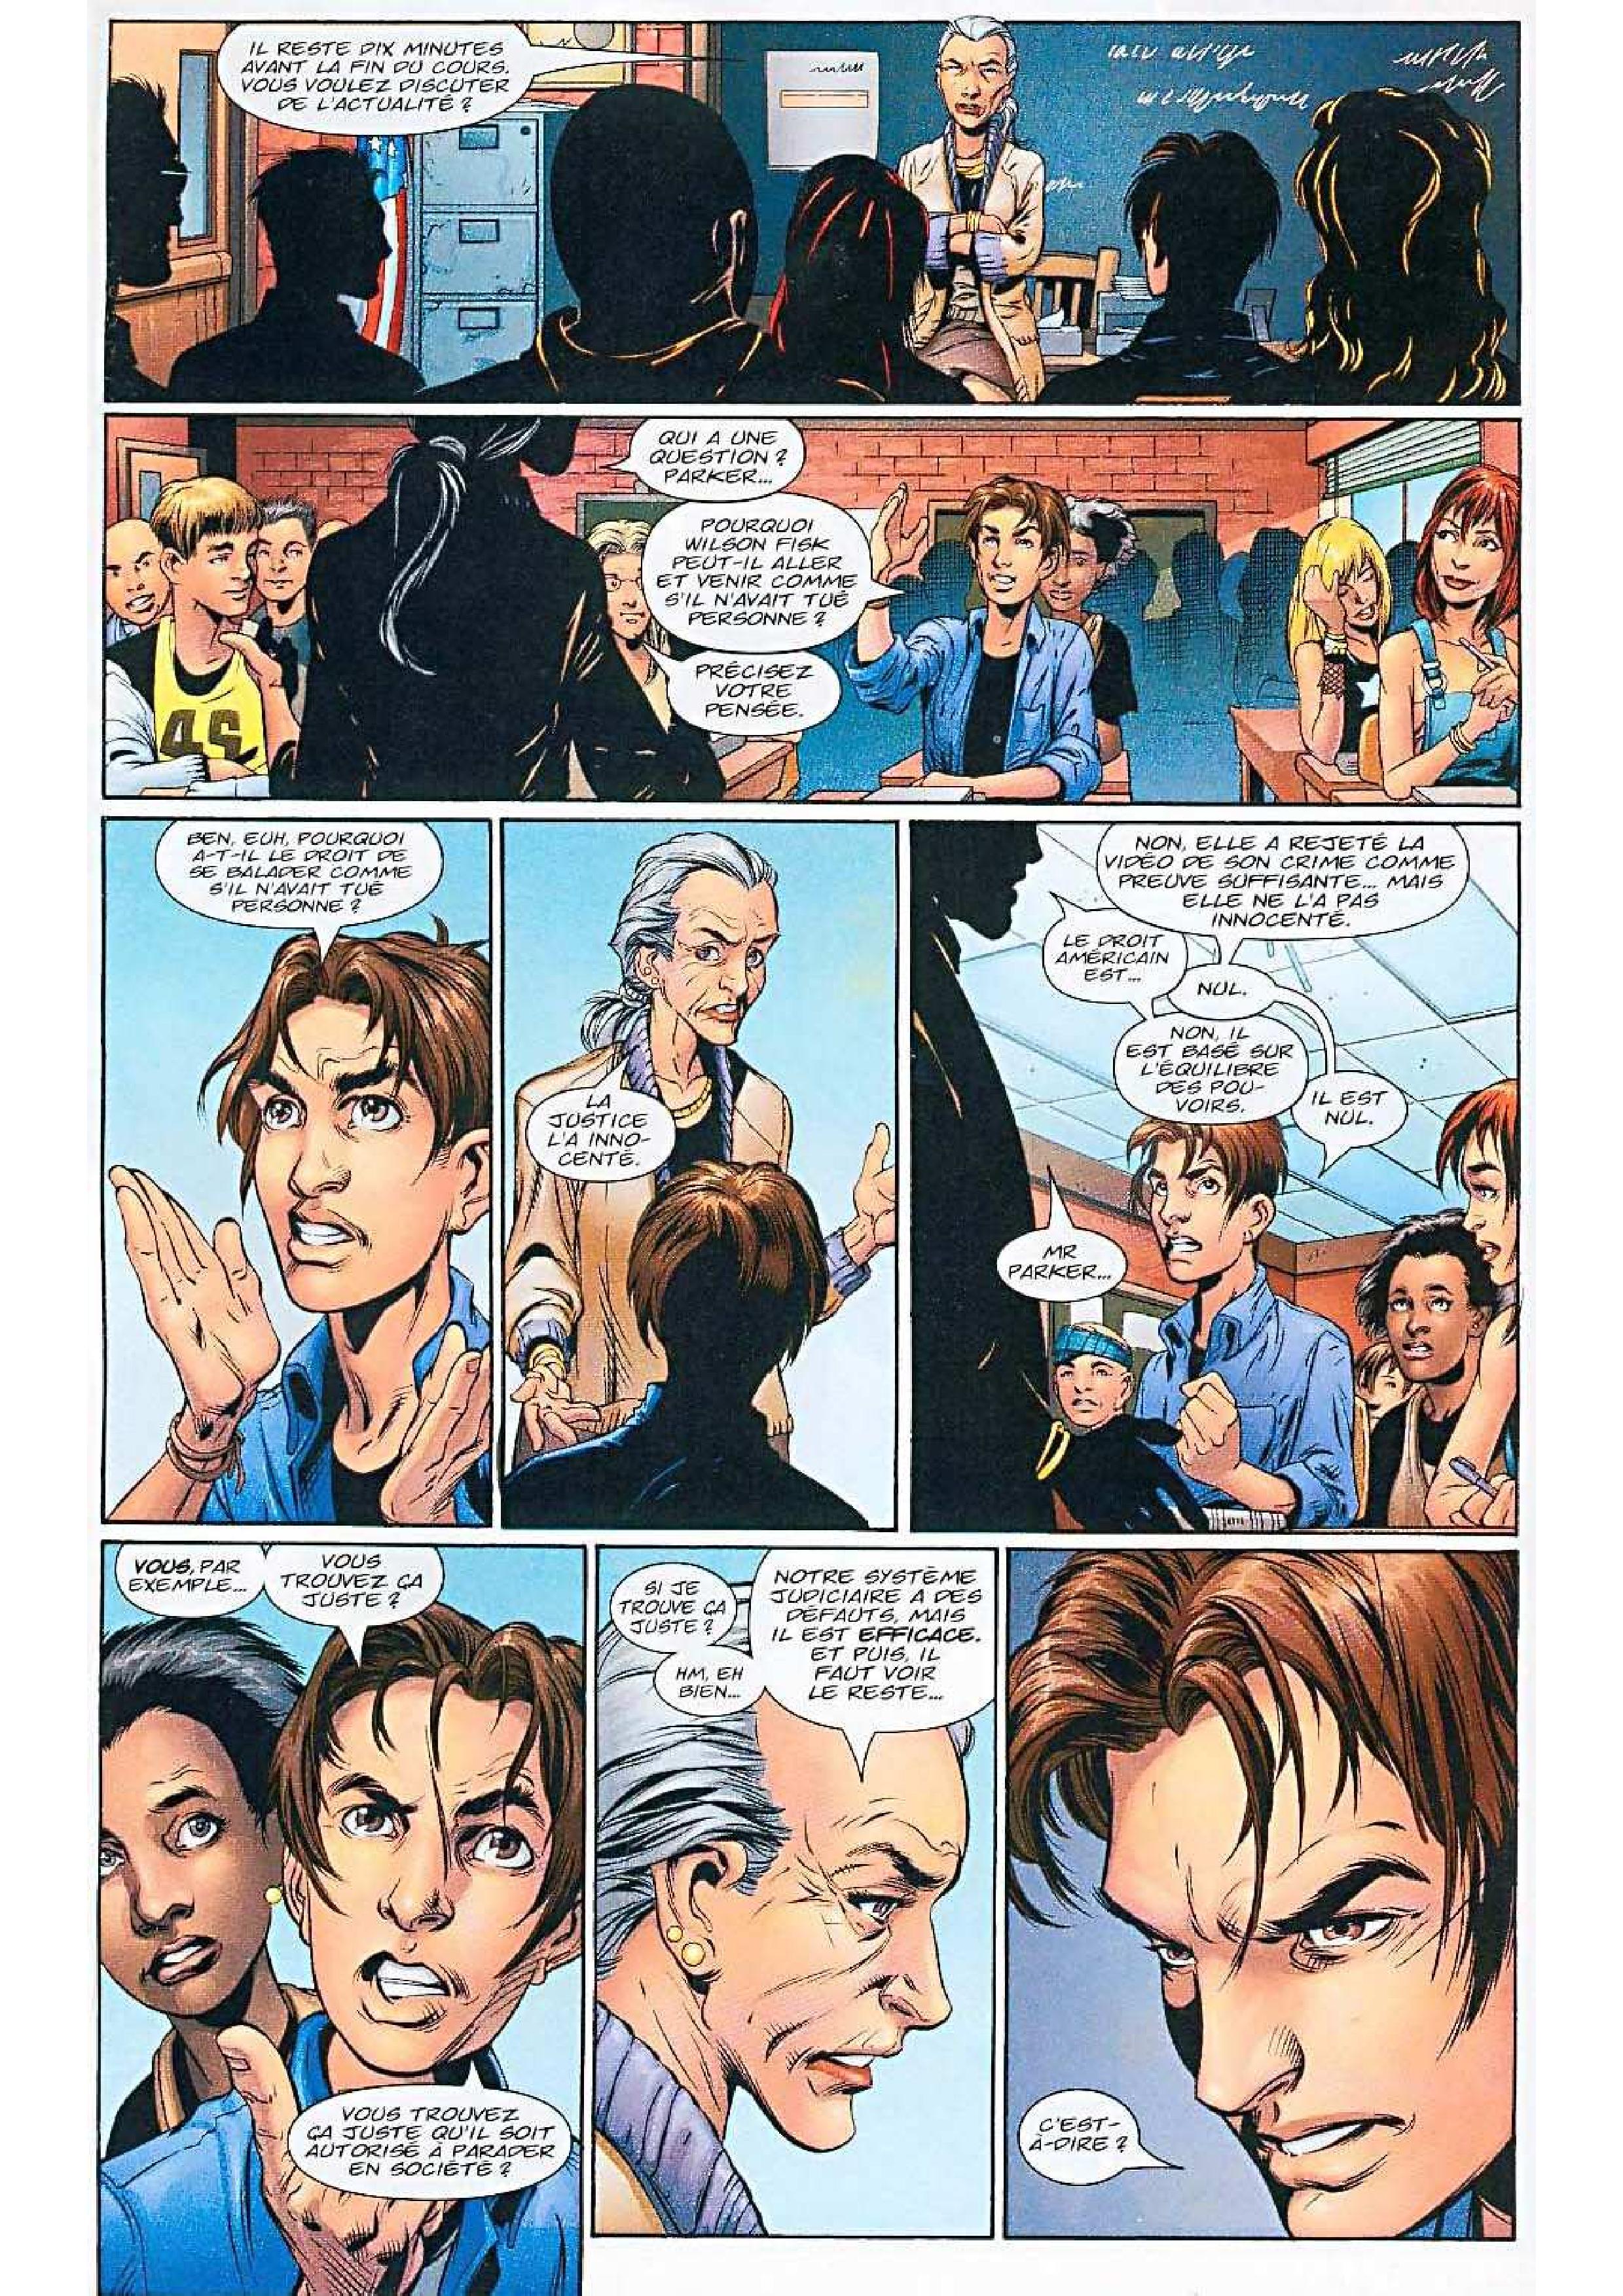 IL RESTE DIX MINUTES
AVANT LA FIN DU COURS.
VOUS VOULEZ DISCUTER
DE L'ACTUALITÉ ?
QUI A UNE
QUESTION ?
PARKER...
POURQUOI
WILSON FISK
PEUT-IL ALLER
ET VENIR COMME
S'IL N'AVAIT TUÉ
PERSONNE ?
PRÉCISEZ
VOTRE
PENSÉE.
45
BEN, EUH, POURQUOI
A-T-IL LE DROIT DE
SE BALADER COMME
S'IL N'AVAIT TUÉ
PERSONNE ?
LA
JUSTICE
L'A INNO-
CENTÉ.
NON, ELLE A REJETÉ LA
VIDÉO DE SON CRIME COMME
PREUVE SUFFISANTE... MAIS
ELLE NE L'A PAS
INNOCENTÉ.
LE DROIT
AMÉRICAIN
EST...
NUL.
NON, IL
EST BASÉ SUR
L'ÉQUILIBRE
DES POU-
VOIRS.
IL EST
NUL.
MR
PARKER...
VOUS, PAR
EXEMPLE...
VOUS
TROUVEZ ÇA
JUSTE ?
VOUS TROUVEZ
ÇA JUSTE QU'IL SOIT
AUTORISÉ À PARADER
EN SOCIÉTÉ ?
SI JE
TROUVE ÇA
JUSTE ?
HM, EH
BIEN...
NOTRE SYSTÈME
JUDICIAIRE A DES
DÉFAUTS, MAIS
IL EST EFFICACE.
ET PUIS, IL
FAUT VOIR
LE RESTE...
C'EST-
À-DIRE ?